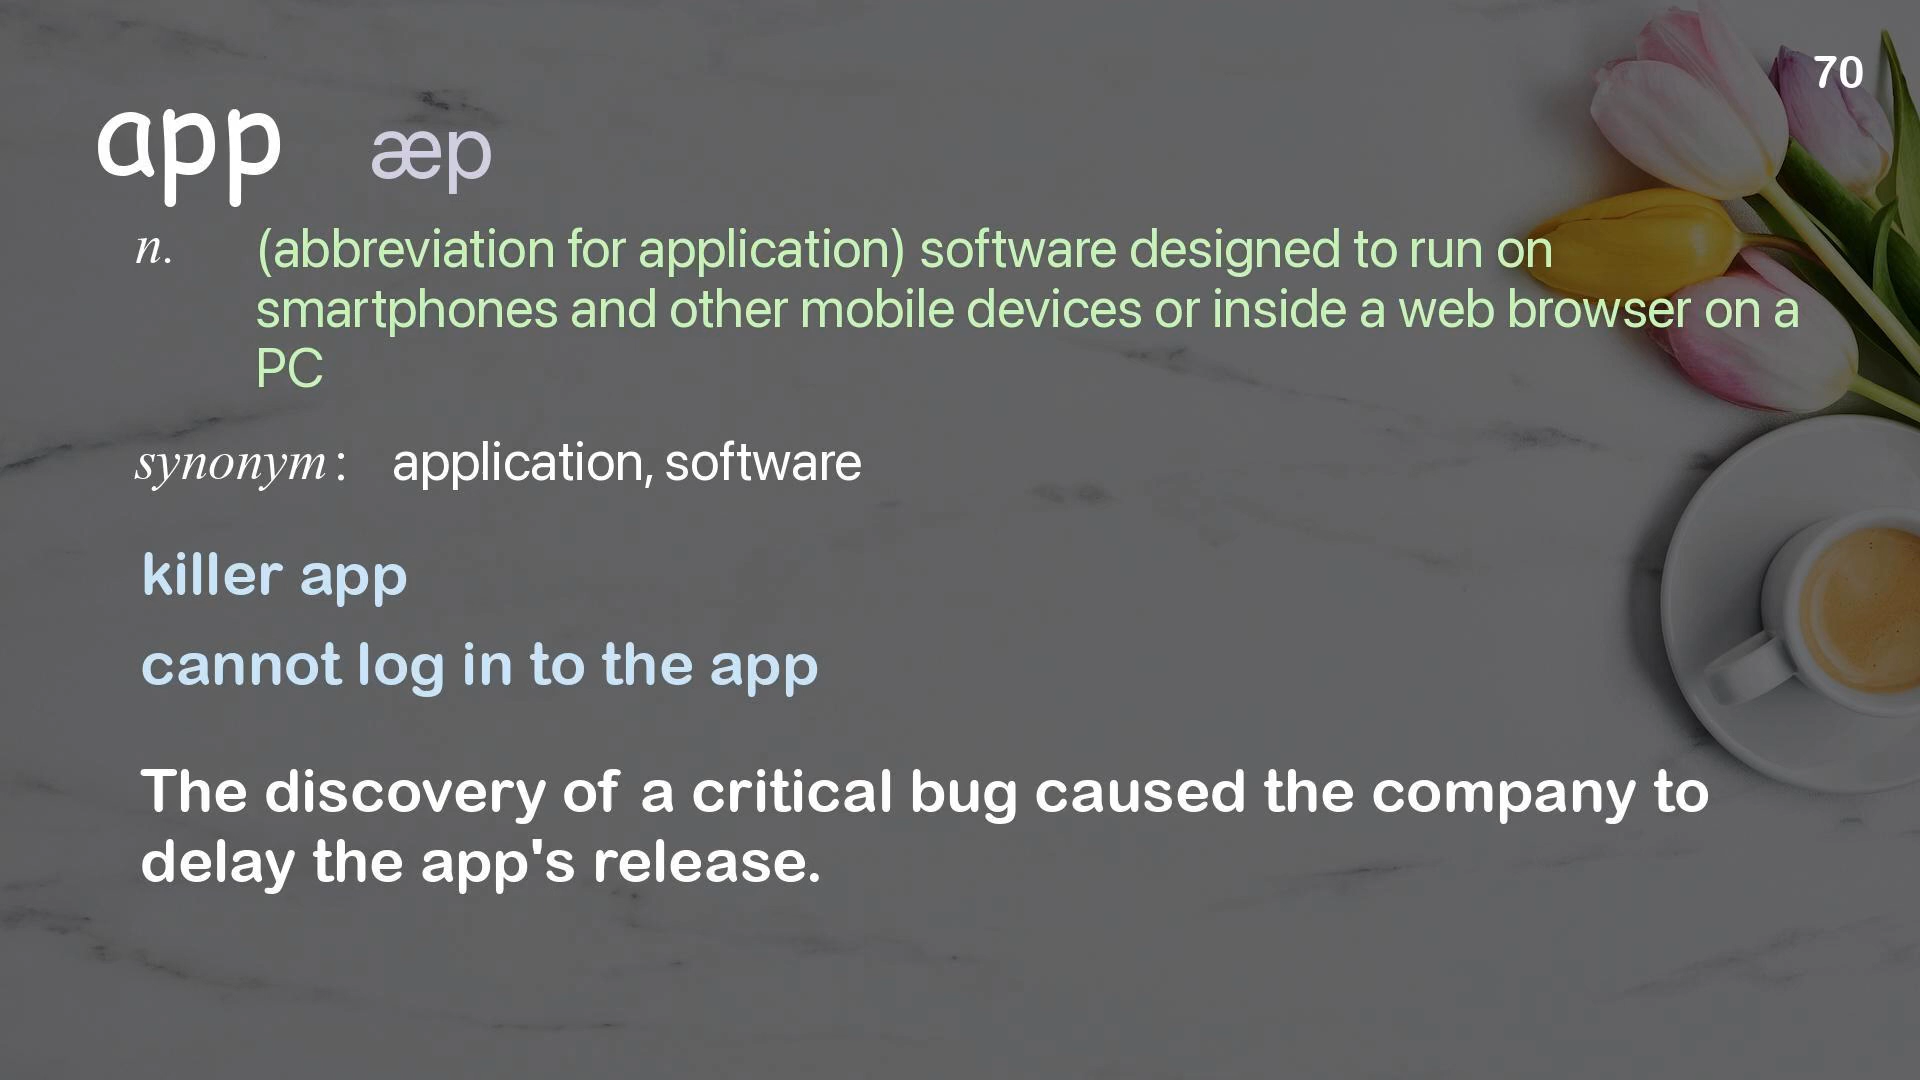 70
app æp
n. (abbreviation for application) software designed to run on
smartphones and other mobile devices or inside a web browser on a
PC
synonym: application, software
killer app
cannot log in to the app
The discovery of a critical bug caused the company to
delay the app's release.